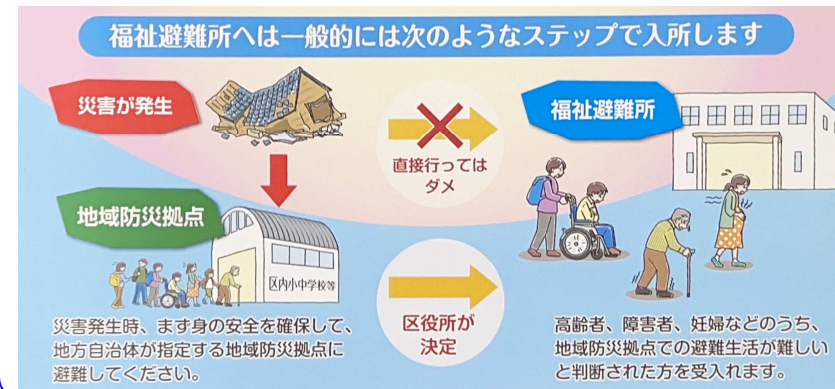 福祉避難所へは一般的には次のようなステップで入所します
災害が発生
直接行っては
ダメ
福祉避難所
地域防災拠点
区内小中学校等
災害発生時、まず身の安全を確保して、
地方自治体が指定する地域防災拠点に
避難してください。
区役所が
決定
高齢者、障害者、妊婦などのうち、
地域防災拠点での避難生活が難しい
と判断された方を受入れます。